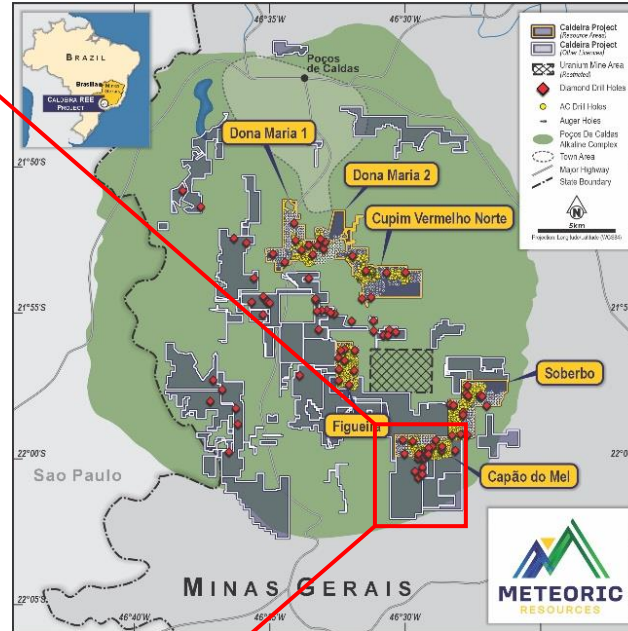 46°35'W
46°30'W
BRAZIL
Brasilia
MINAS GERAIS
CALDEIRA REE
PROJECT
Poços
de Caldas
Caldeira Project
(Resource Areas)
Caldeira Project
(Other Licences)
Uranium Mine Area
(Restricted)
Diamond Drill Holes
AC Drill Holes
Auger Holes
Poços De Caldas
Alkaline Complex
Town Area
Major Highway
State Boundary
N
5km
Dona Maria 1
Dona Maria 2
Cupim Vermelho Norte
21°50'S
21°55'S
Soberbo
Figueira
22°00'S
Capão do Mel
Sao Paulo
MINAS GERAIS
METEORIC
RESOURCES
22°05'S
46°40'W
46°35'W
46°30'W